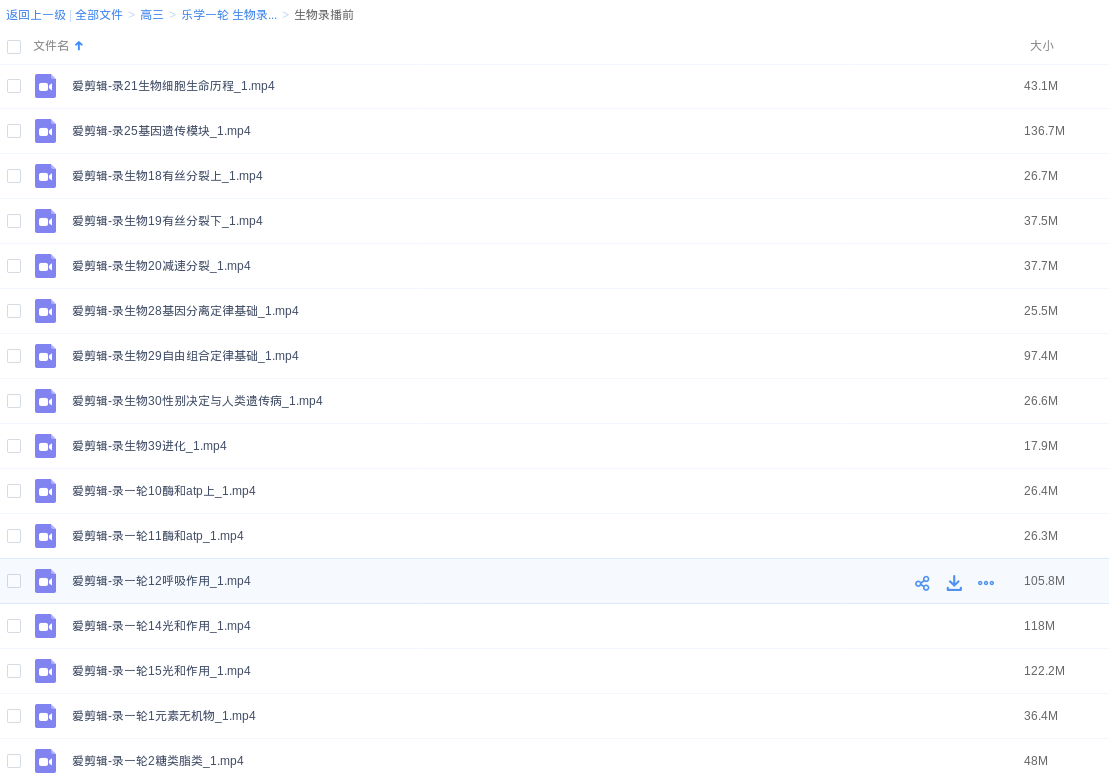 返回上一级 | 全部文件 > 高三 > 乐学一轮 生物录... > 生物录播前
文件名 大小
爱剪辑-录21生物细胞生命历程_1.mp4 43.1M
爱剪辑-录25基因遗传模块_1.mp4 136.7M
爱剪辑-录生物18有丝分裂上_1.mp4 26.7M
爱剪辑-录生物19有丝分裂下_1.mp4 37.5M
爱剪辑-录生物20减速分裂_1.mp4 37.7M
爱剪辑-录生物28基因分离定律基础_1.mp4 25.5M
爱剪辑-录生物29自由组合定律基础_1.mp4 97.4M
爱剪辑-录生物30性别决定与人类遗传病_1.mp4 26.6M
爱剪辑-录生物39进化_1.mp4 17.9M
爱剪辑-录一轮10酶和atp上_1.mp4 26.4M
爱剪辑-录一轮11酶和atp_1.mp4 26.3M
爱剪辑-录一轮12呼吸作用_1.mp4 105.8M
爱剪辑-录一轮14光和作用_1.mp4 118M
爱剪辑-录一轮15光和作用_1.mp4 122.2M
爱剪辑-录一轮1元素无机物_1.mp4 36.4M
爱剪辑-录一轮2糖类脂类_1.mp4 48M